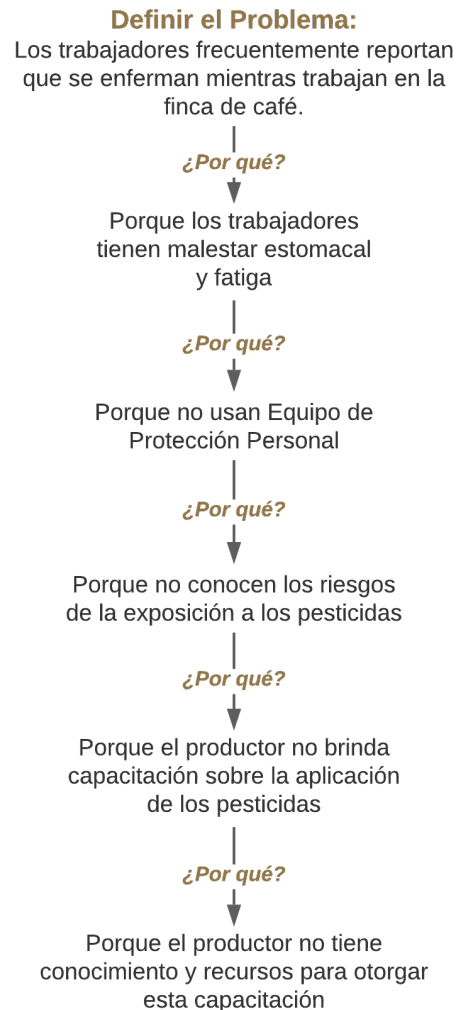 Definir el Problema:
Los trabajadores frecuentemente reportan
que se enferman mientras trabajan en la
finca de café.
¿Por qué?
Porque los trabajadores
tienen malestar estomacal
y fatiga
¿Por qué?
Porque no usan Equipo de
Protección Personal
¿Por qué?
Porque no conocen los riesgos
de la exposición a los pesticidas
¿Por qué?
Porque el productor no brinda
capacitación sobre la aplicación
de los pesticidas
¿Por qué?
Porque el productor no tiene
conocimiento y recursos para otorgar
esta capacitación